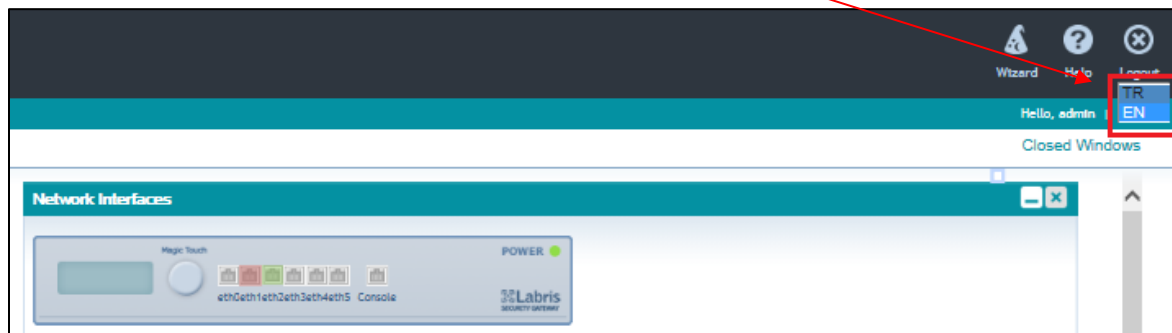 Wizard Help Logout
TR
Hello, admin | EN
Closed Windows
Network Interfaces
Magic Touch
POWER
eth0eth1eth2eth3eth4eth5 Console
Labris
SECURITY GATEWAY